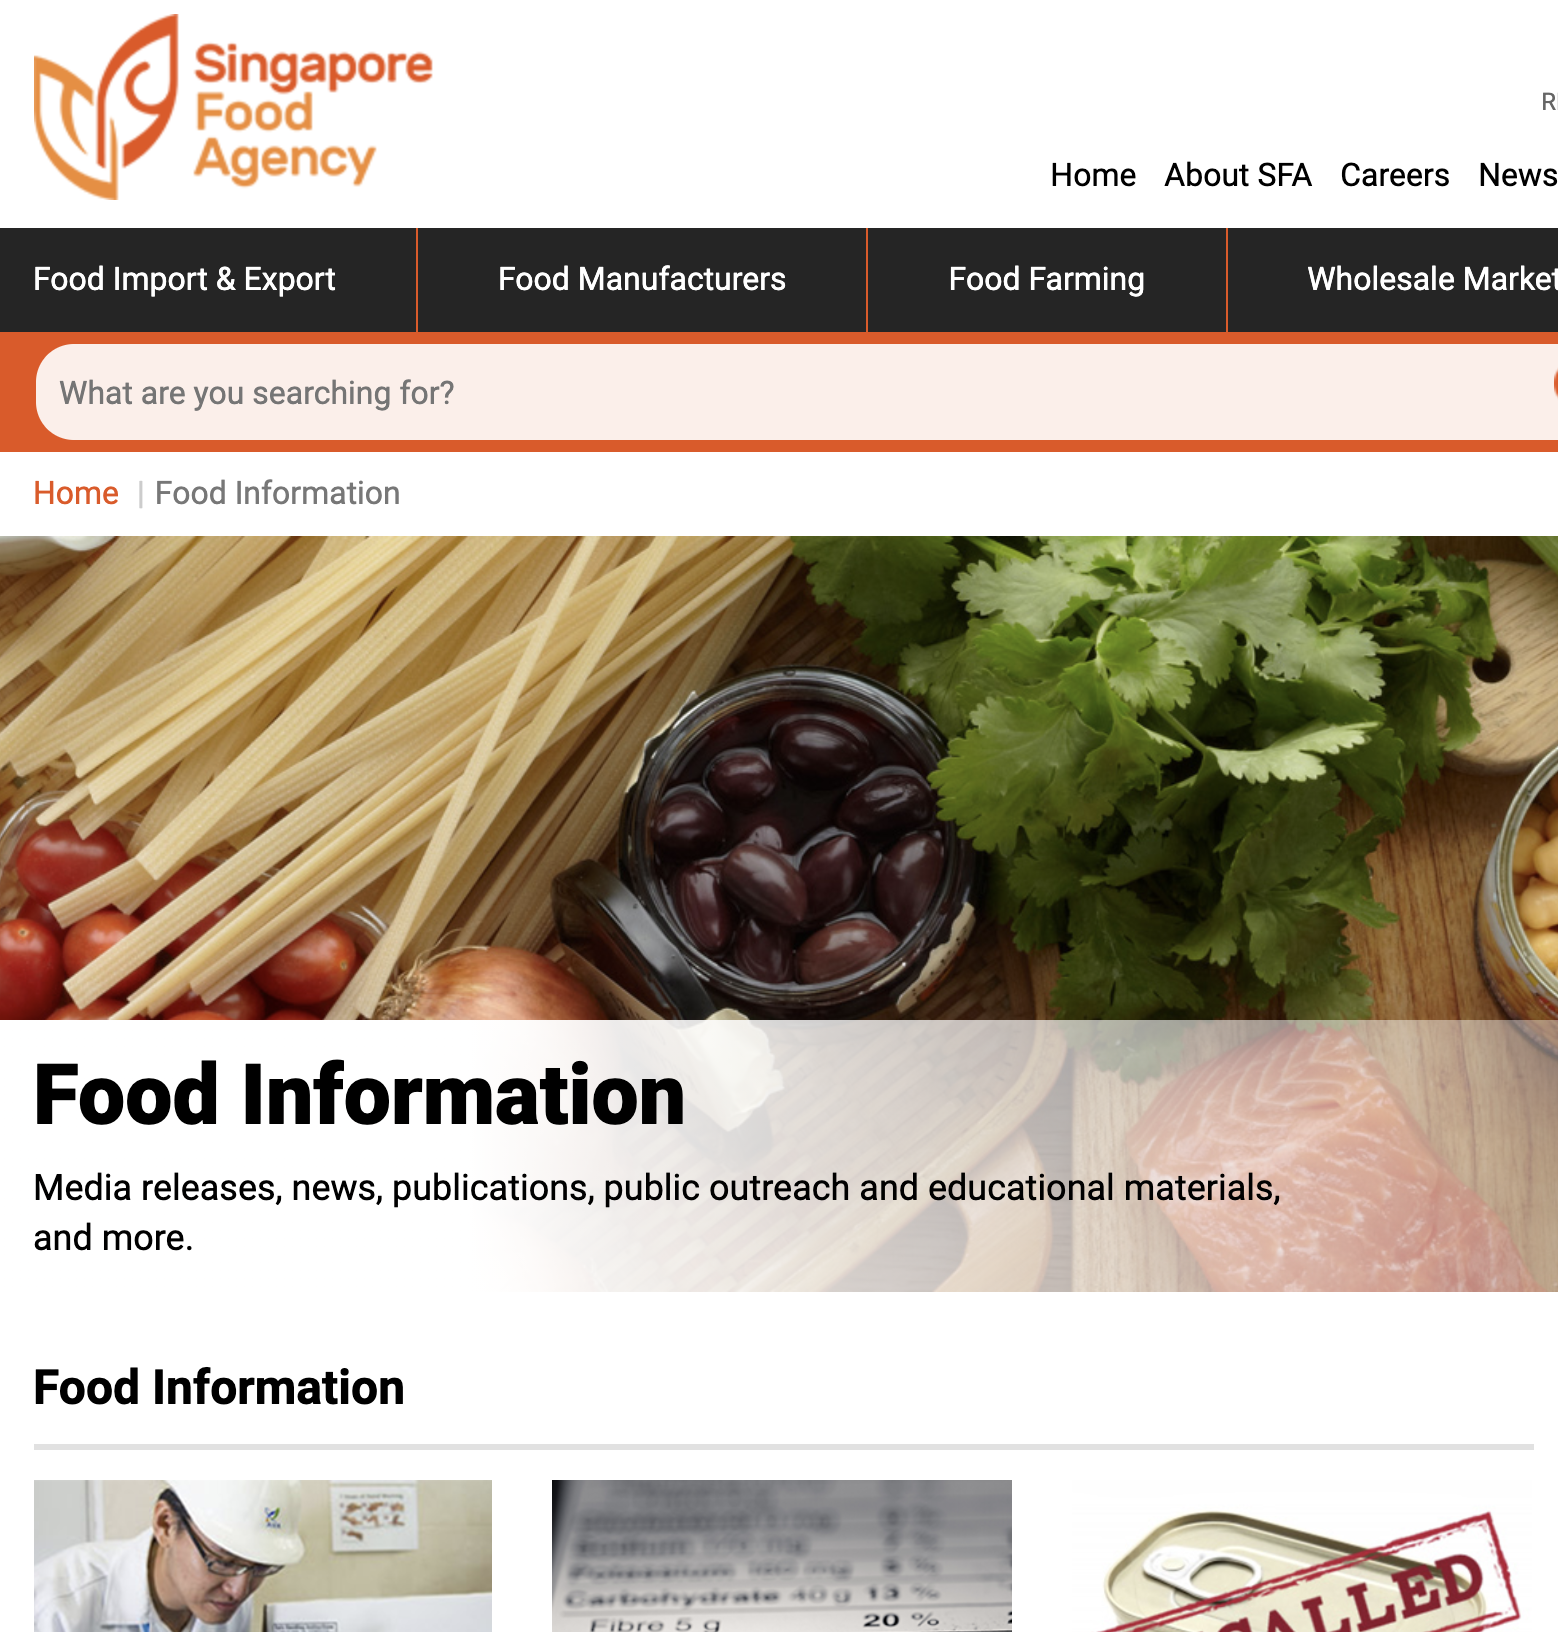 Singapore
Food
Agency
Home About SFA Careers News
Food Import & Export Food Manufacturers Food Farming Wholesale Market
What are you searching for?
Home | Food Information
Food Information
Media releases, news, publications, public outreach and educational materials,
and more.
Food Information
Carbohydrate 40 g 13 %
Fibre 5 g 20 %
CALLED